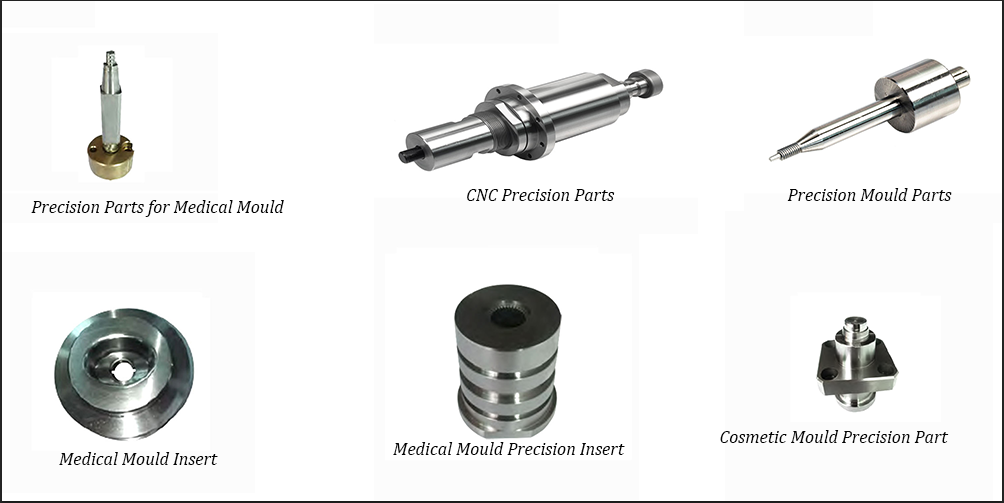 Precision Parts for Medical Mould
CNC Precision Parts
Precision Mould Parts
Medical Mould Insert
Medical Mould Precision Insert
Cosmetic Mould Precision Part